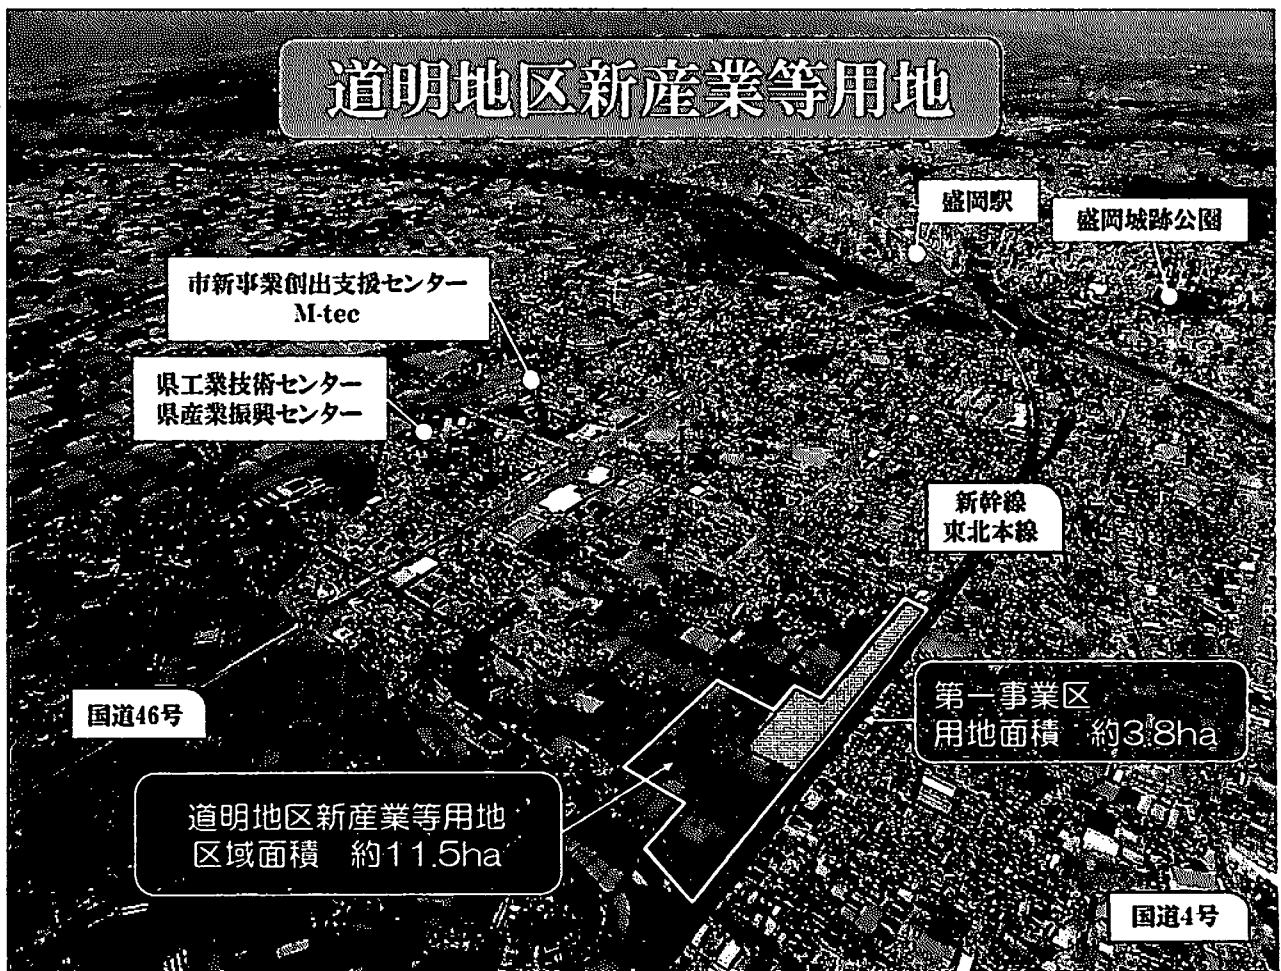 道明地区新産業等用地
盛岡駅
盛岡城跡公園
市新事業創出支援センター
M-tec
県工業技術センター
県産業振興センター
新幹線
東北本線
第一事業区
用地面積　約3.8ha
国道46号
道明地区新産業等用地
区域面積　約11.5ha
国道4号